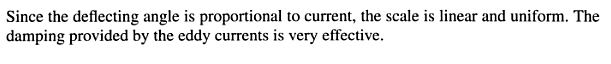 Since the deflecting angle is proportional to current, the scale is linear and uniform. The
damping provided by the eddy currents is very effective.